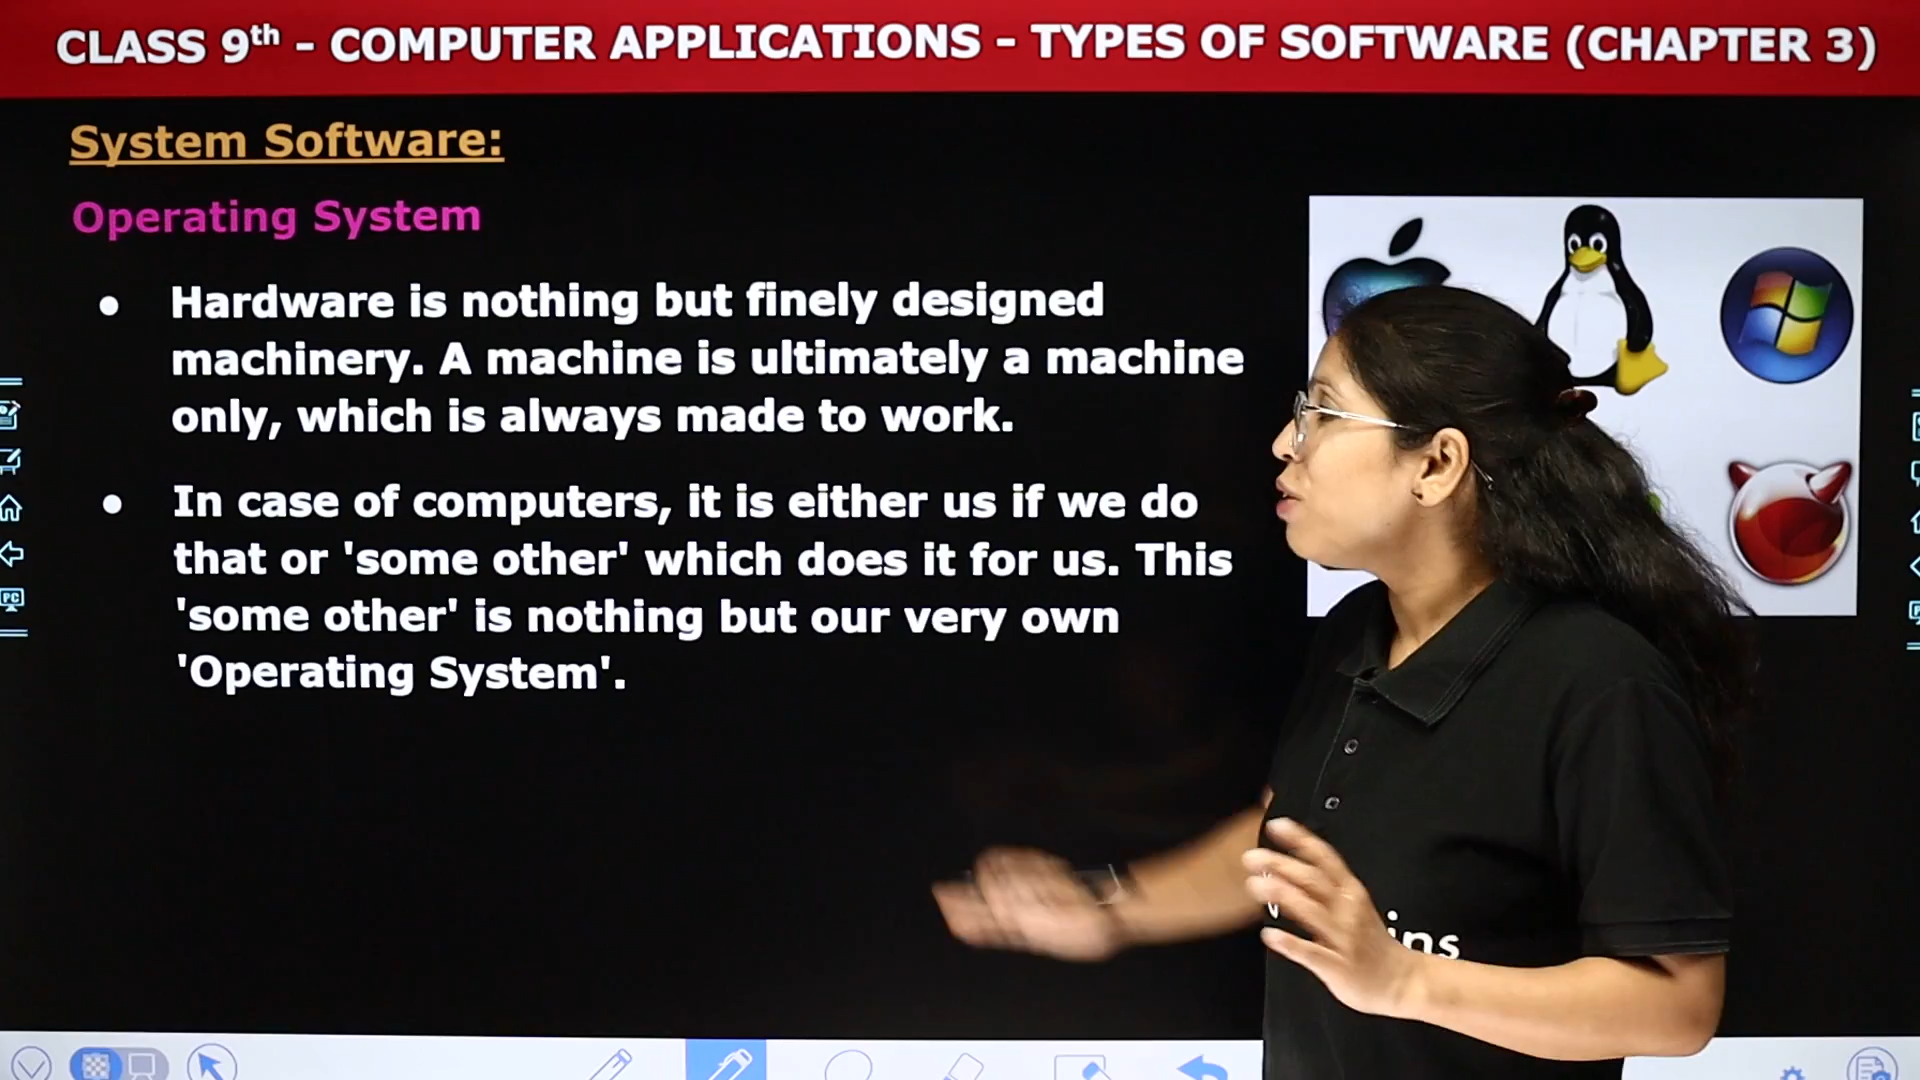 CLASS 9th - COMPUTER APPLICATIONS - TYPES OF SOFTWARE (CHAPTER 3)
System Software:
Operating System
• Hardware is nothing but finely designed
machinery. A machine is ultimately a machine
only, which is always made to work.
• In case of computers, it is either us if we do
that or 'some other' which does it for us. This
'some other' is nothing but our very own
'Operating System'.
PC